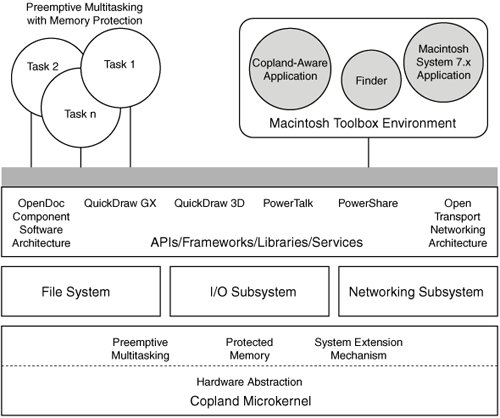 Preemptive Multitasking
with Memory Protection
Task 2
Task 1
Task n
Copland-Aware
Application
Finder
Macintosh
System 7.x
Application
Macintosh Toolbox Environment
OpenDoc
Component
Software
Architecture
QuickDraw GX
QuickDraw 3D
PowerTalk
PowerShare
Open
Transport
Networking
Architecture
APIs/Frameworks/Libraries/Services
File System
I/O Subsystem
Networking Subsystem
Preemptive
Multitasking
Protected
Memory
System Extension
Mechanism
Hardware Abstraction
Copland Microkernel